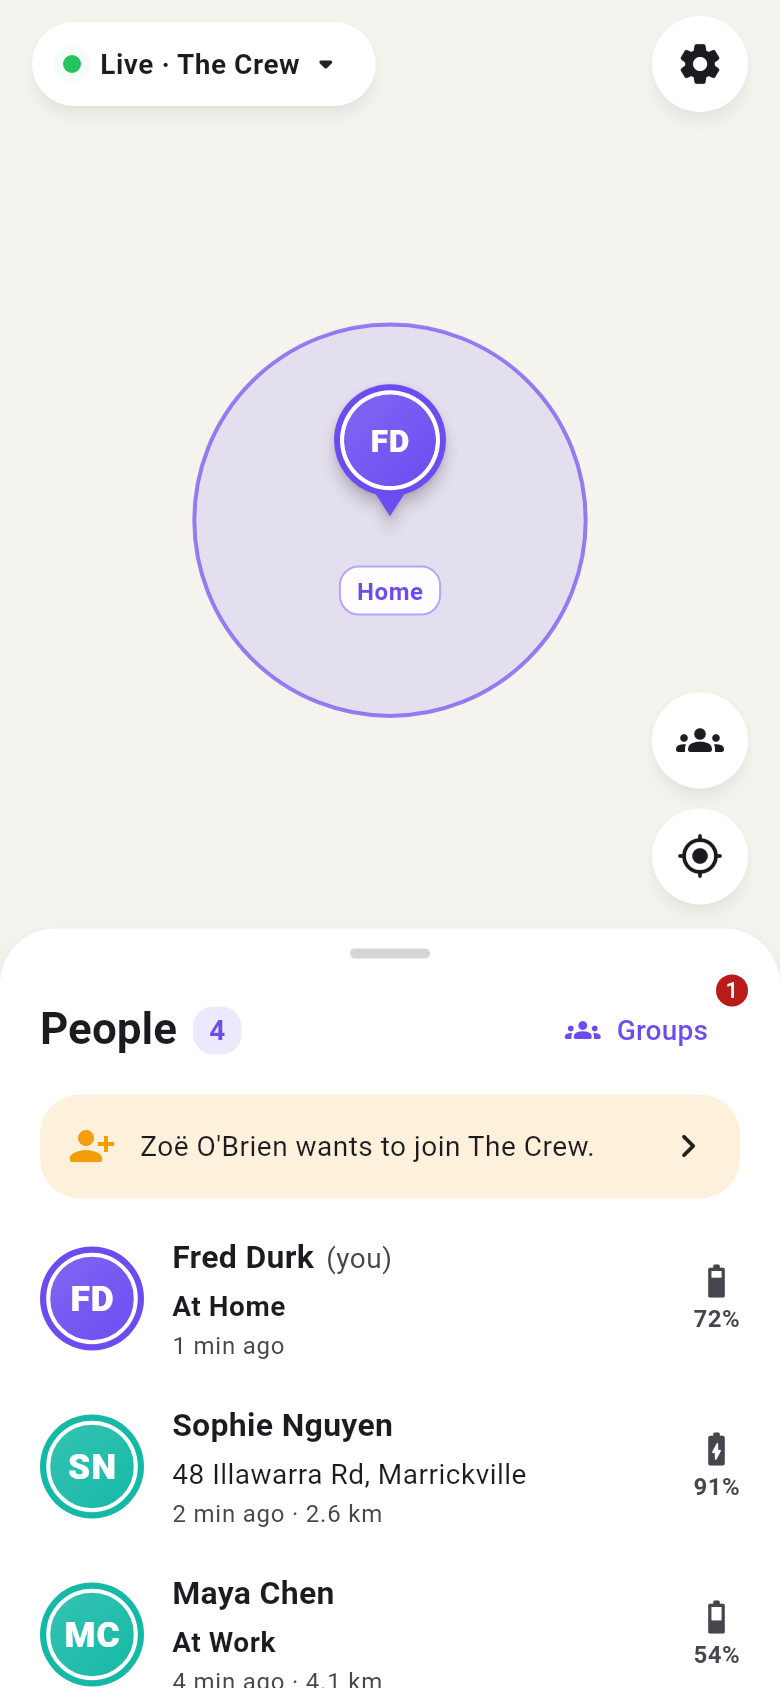 Live · The Crew
FD
Home
1
People 4
Groups
Zoë O'Brien wants to join The Crew.
FD
Fred Durk (you)
At Home
1 min ago
72%
SN
Sophie Nguyen
48 Illawarra Rd, Marrickville
2 min ago · 2.6 km
91%
MC
Maya Chen
At Work
4 min ago · 4.1 km
54%